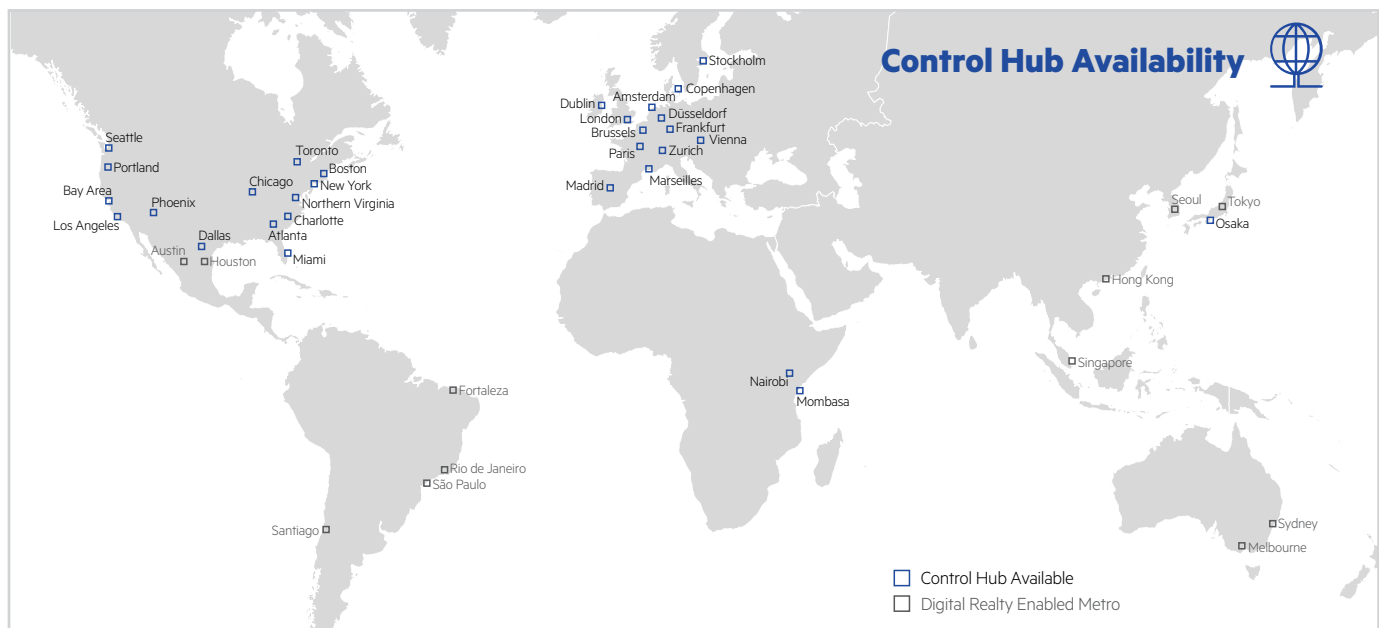 Control Hub Availability
Stockholm
Copenhagen
Amsterdam
Dublin
Düsseldorf
London
Frankfurt
Brussels
Vienna
Paris
Zurich
Marseilles
Madrid
Seattle
Toronto
Portland
Boston
Chicago
New York
Bay Area
Phoenix
Northern Virginia
Los Angeles
Charlotte
Dallas
Atlanta
Austin
Houston
Miami
Seoul
Tokyo
Osaka
Hong Kong
Singapore
Nairobi
Mombasa
Fortaleza
Rio de Janeiro
São Paulo
Santiago
Sydney
Melbourne
Control Hub Available
Digital Realty Enabled Metro